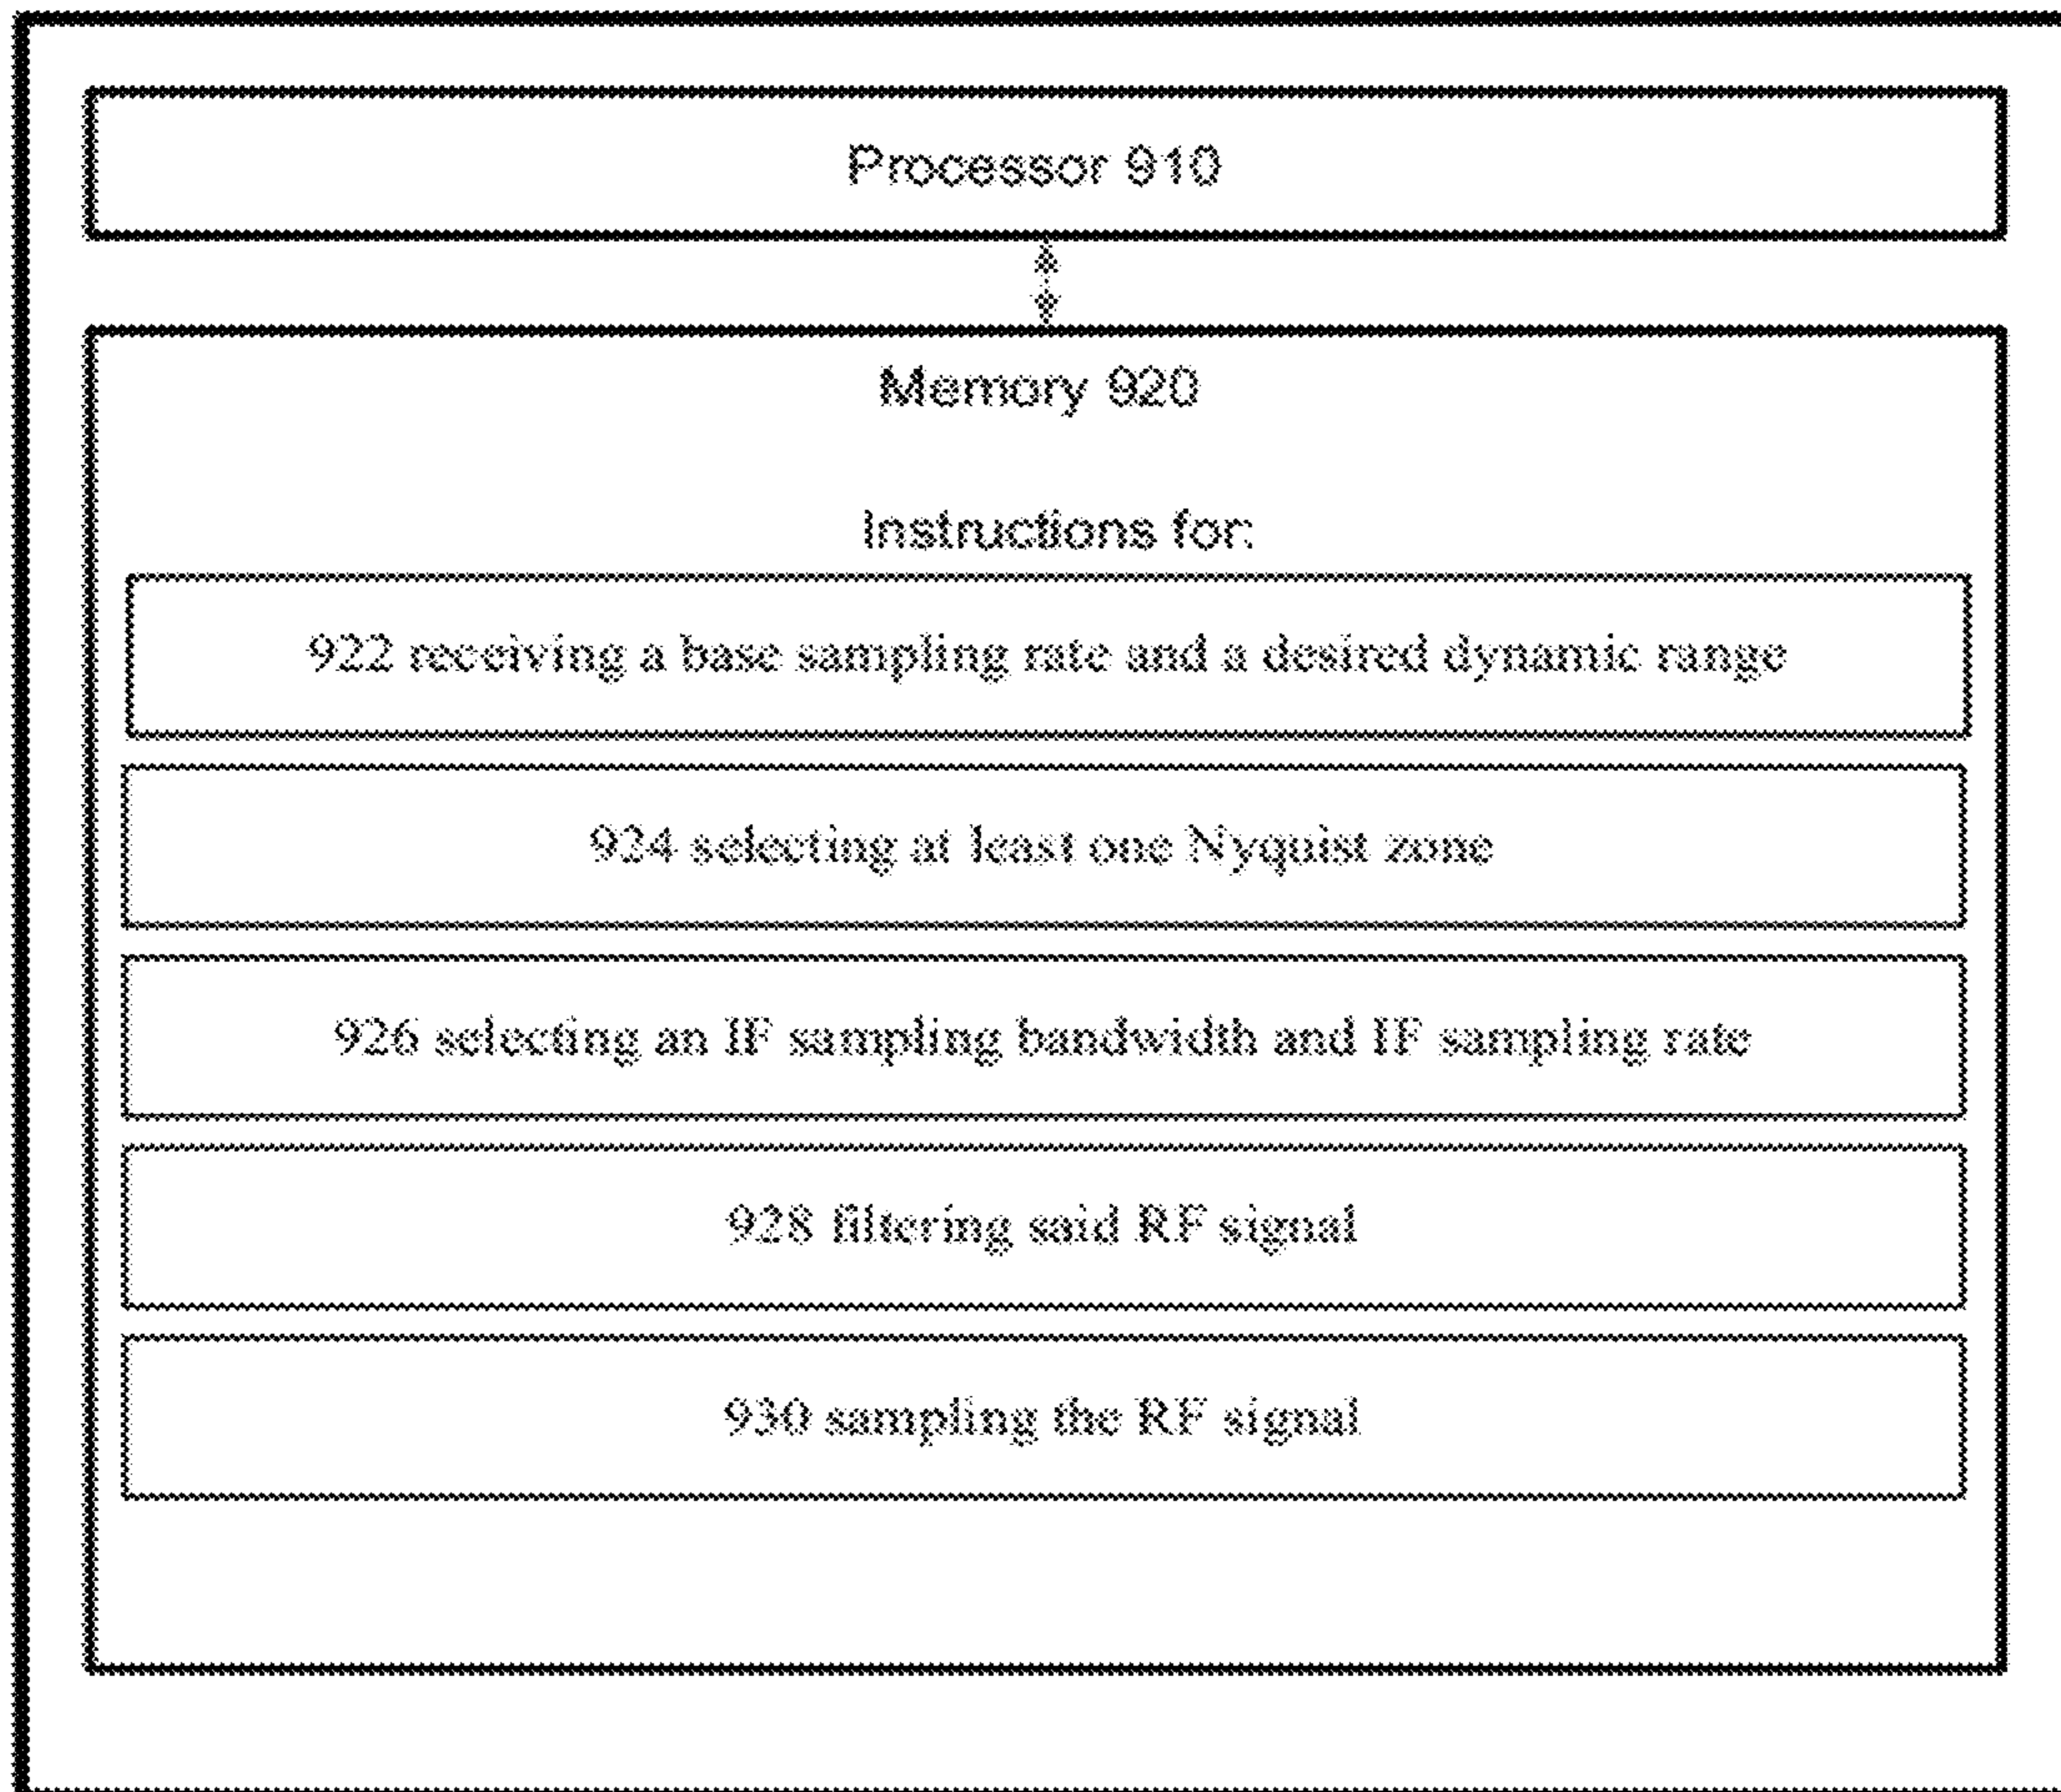 Processor 910
Memory 920
Instructions for:
922 receiving a base sampling rate and a desired dynamic range
924 selecting at least one Nyquist zone
926 selecting an IF sampling bandwidth and IF sampling rate
928 filtering said RF signal
930 sampling the RF signal